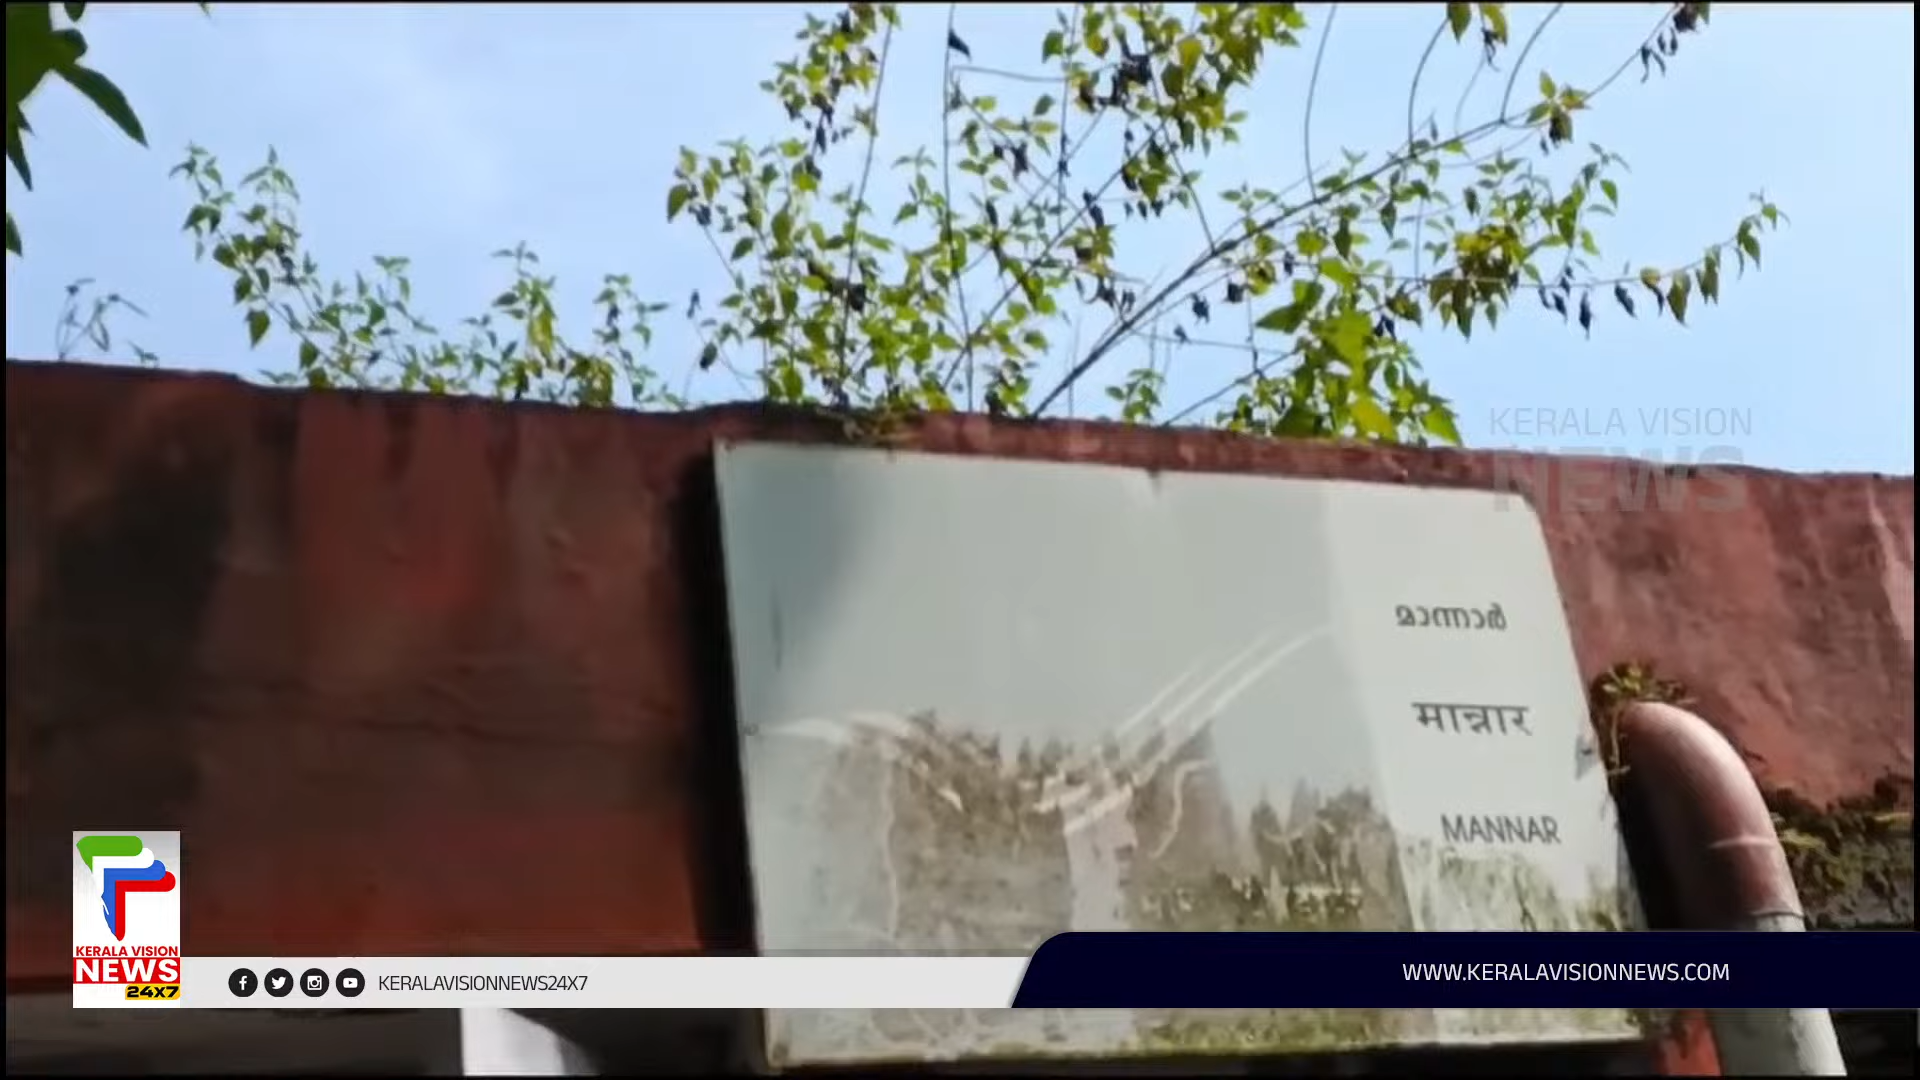 KERALA VISION
NEWS
മാന്നാർ
मान्नार
MANNAR
KERALA VISION
NEWS
24X7
KERALAVISIONNEWS24X7
WWW.KERALAVISIONNEWS.COM